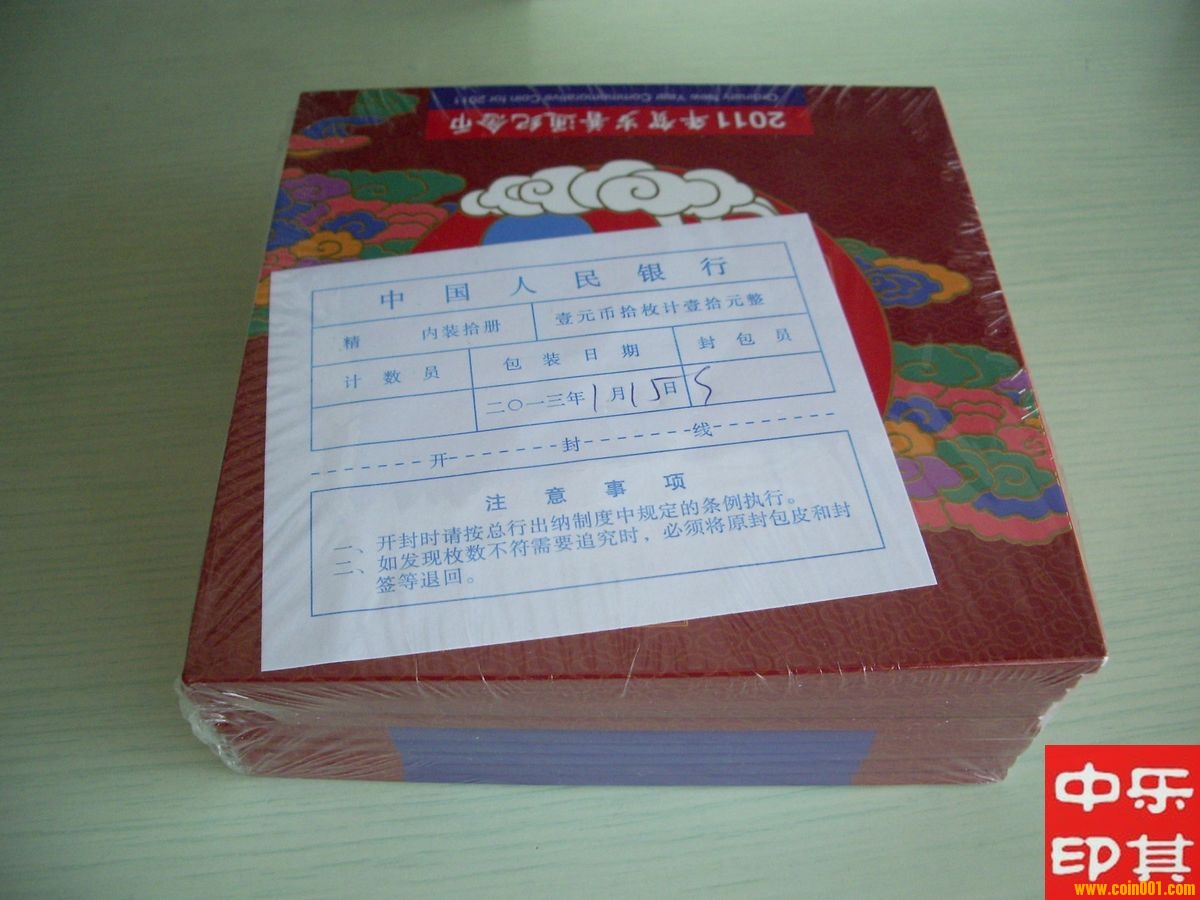 Ordinary New Year Commemorative Coin for 2011
2011年贺岁普通纪念币
中国人民银行
精 内装拾册 壹元币拾枚计壹拾元整
计数员 包装日期 封包员
二〇一三年1月15日
开封线
注意事项
一、开封时请按总行出纳制度中规定的条例执行。
二、如发现枚数不符需要追究时，必须将原封包皮和封
签等退回。
中乐
印其
www.coin001.com